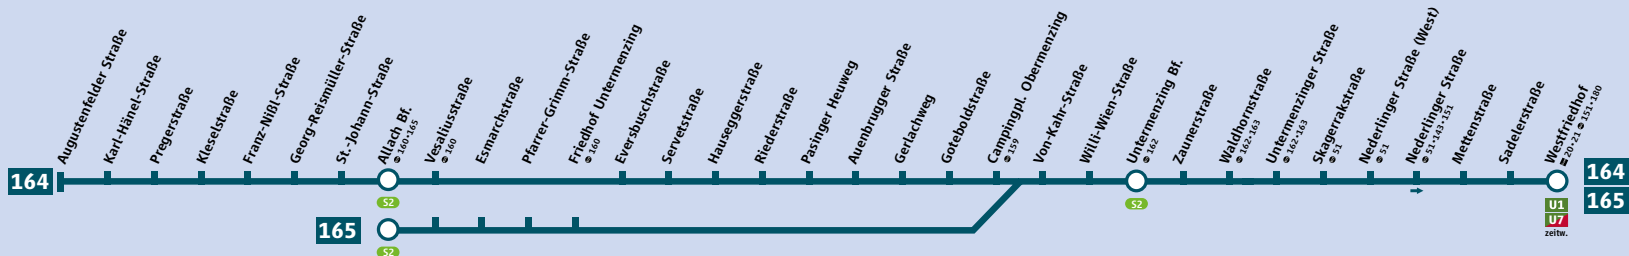 164
Augustenfelder Straße
Karl-Hänel-Straße
Pregerstraße
Kleselstraße
Franz-Nißl-Straße
Georg-Reismüller-Straße
St.-Johann-Straße
Allach Bf.
160•165
S2
Vesaliusstraße
160
Esmarchstraße
Pfarrer-Grimm-Straße
Friedhof Untermenzing
160
Eversbuschstraße
Servetstraße
Hauseggerstraße
Riederstraße
Pasinger Heuweg
Auenbrugger Straße
Gerlachweg
Goteboldstraße
Campingpl. Obermenzing
159
Von-Kahr-Straße
Willi-Wien-Straße
Untermenzing Bf.
162
S2
Zaunerstraße
Waldhornstraße
162•163
Untermenzinger Straße
162•163
Skagerrakstraße
51
Nederlinger Straße (West)
51
Nederlinger Straße
51•143•151
Mettenstraße
Sadelerstraße
Westfriedhof
20•21 151•180
U1
U7
zeitw.
164
165
165
S2